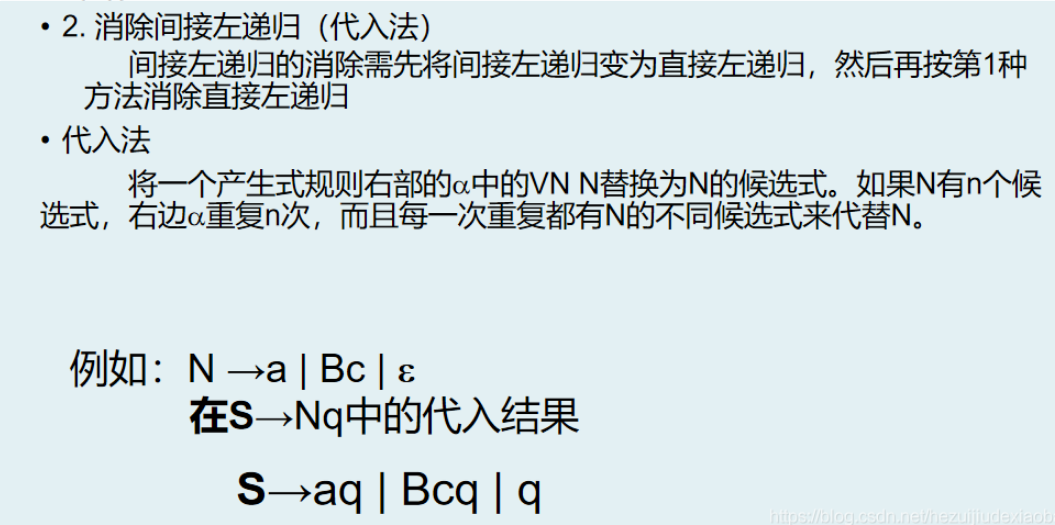 • 2. 消除间接左递归（代入法）
间接左递归的消除需先将间接左递归变为直接左递归，然后再按第1种
方法消除直接左递归
• 代入法
将一个产生式规则右部的α中的VN N替换为N的候选式。如果N有n个候
选式，右边α重复n次，而且每一次重复都有N的不同候选式来代替N。
例如：N →a | Bc | ε
在S→Nq中的代入结果
S→aq | Bcq | q
https://blog.csdn.net/hezuijiudexiaobai